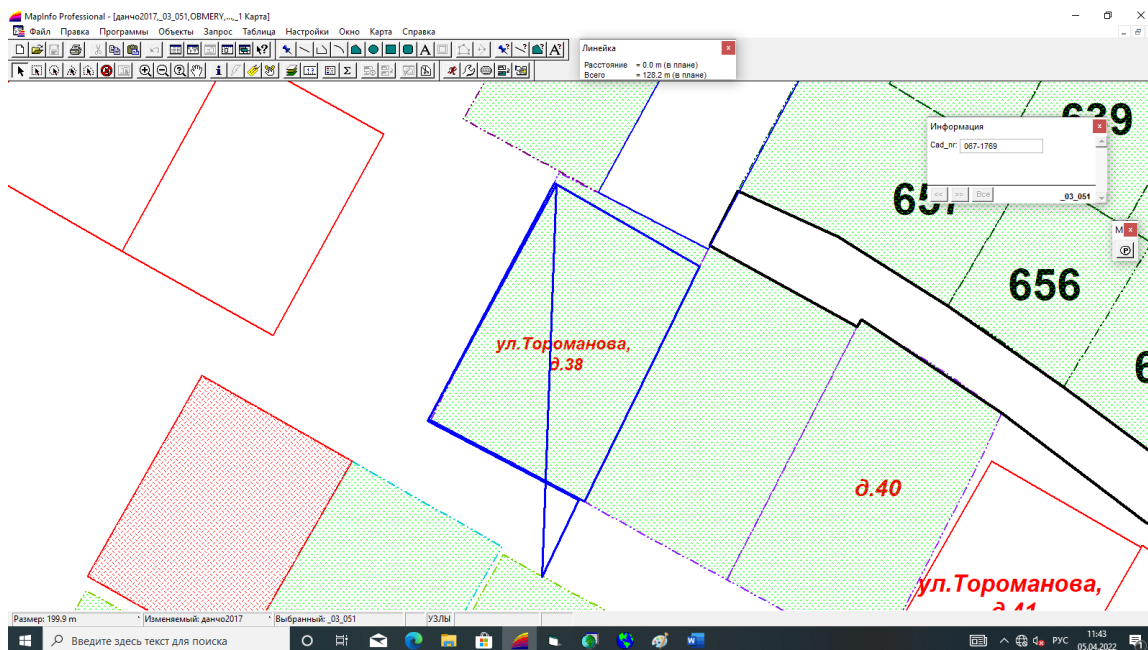 MapInfo Professional - [данчо2017,_03_051,OBMERY,...,_1 Карта]
Файл Правка Программы Объекты Запрос Таблица Настройки Окно Карта Справка
Линейка
Расстояние = 0.0 m (в плане)
Всего = 128.2 m (в плане)
639
Информация
Cad_nr: 067-1769
<< >> Все _03_051
657
М
656
ул.Тороманова,
д.38
д.40
ул.Тороманова,
д.41
Размер: 199.9 m Изменяемый: данчо2017 Выбранный: _03_051 УЗЛЫ
Введите здесь текст для поиска
РУС
11:43
05.04.2022